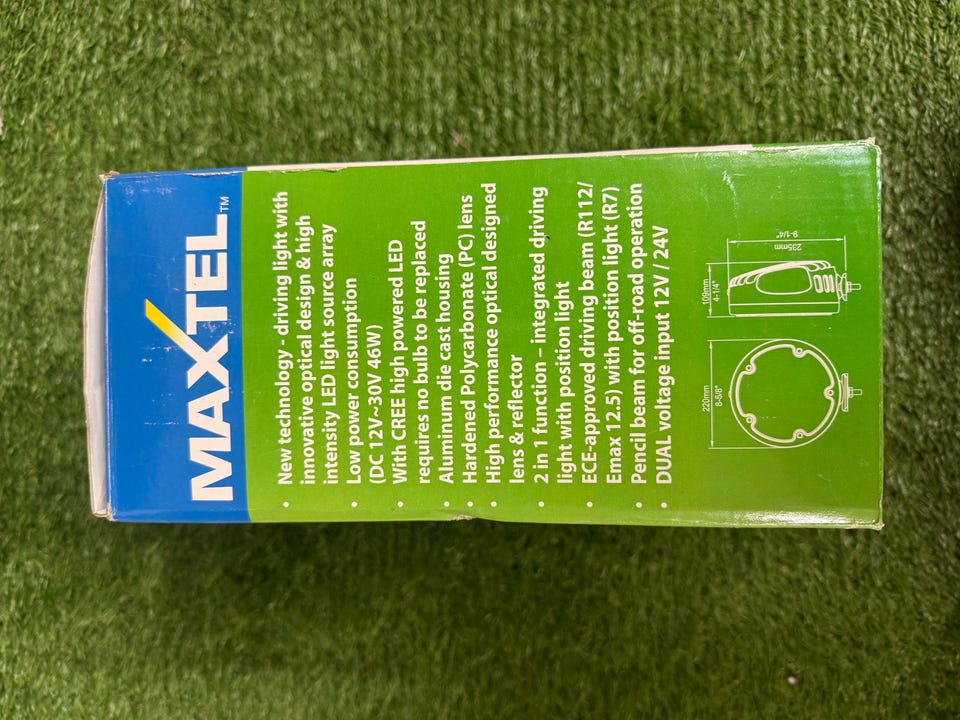 MAXTEL™
• New technology - driving light with
innovative optical design & high
intensity LED light source array
• Low power consumption
(DC 12V~30V 46W)
• With CREE high powered LED
requires no bulb to be replaced
• Aluminum die cast housing
• Hardened Polycarbonate (PC) lens
• High performance optical designed
lens & reflector
• 2 in 1 function – integrated driving
light with position light
• ECE-approved driving beam (R112/
Emax 12.5) with position light (R7)
• Pencil beam for off-road operation
• DUAL voltage input 12V / 24V
220mm
8-5/8"
109mm
4-1/4"
235mm
9-1/4"